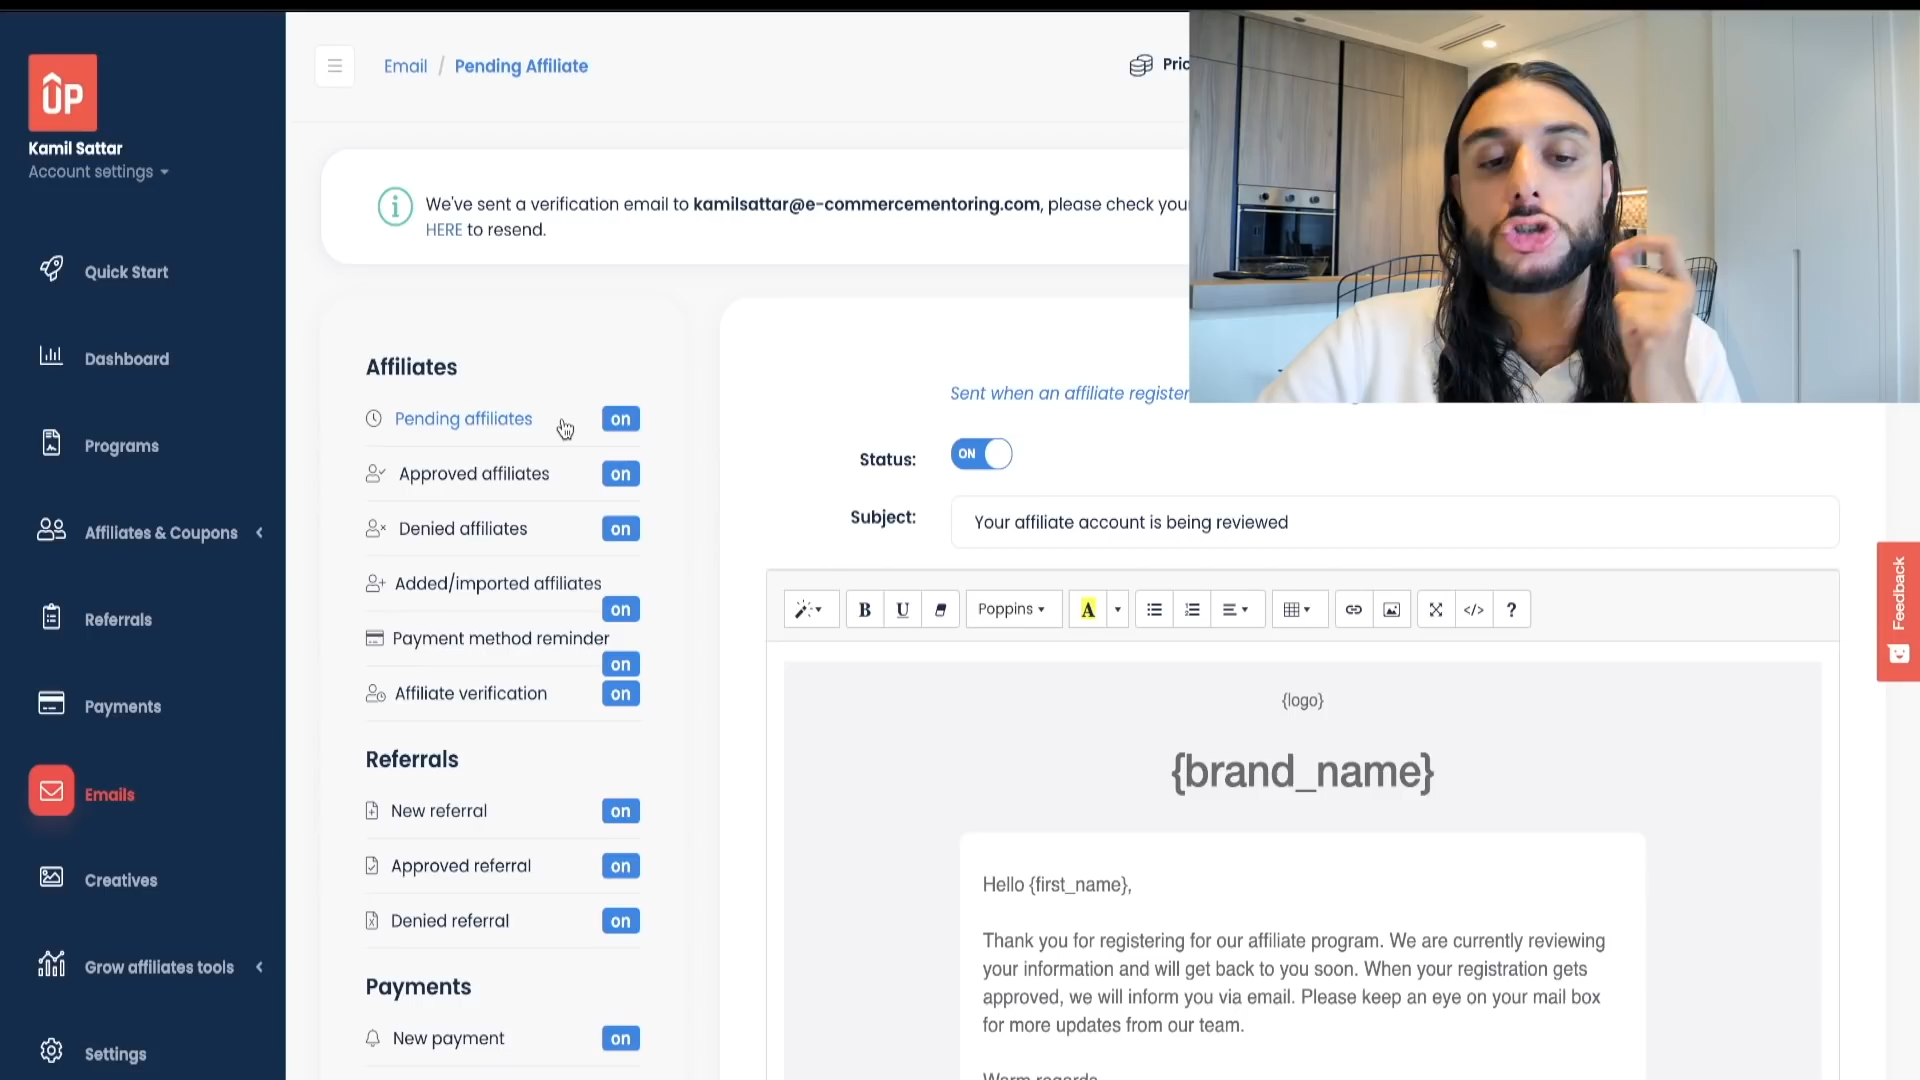 ÛP
Kamil Sattar
Account settings
Quick Start
Dashboard
Programs
Affiliates & Coupons
Referrals
Payments
Emails
Creatives
Grow affiliates tools
Settings
Email / Pending Affiliate
We've sent a verification email to kamilsattar@e-commercementoring.com, please check your
HERE to resend.
Affiliates
Pending affiliates on
Approved affiliates on
Denied affiliates on
Added/imported affiliates
on
Payment method reminder
on
Affiliate verification on
Referrals
New referral on
Approved referral on
Denied referral on
Payments
New payment on
Sent when an affiliate register
Status: ON
Subject: Your affiliate account is being reviewed
B U Poppins A </> ?
{logo}
{brand_name}
Hello {first_name},
Thank you for registering for our affiliate program. We are currently reviewing
your information and will get back to you soon. When your registration gets
approved, we will inform you via email. Please keep an eye on your mail box
for more updates from our team.
Warm regards
Feedback